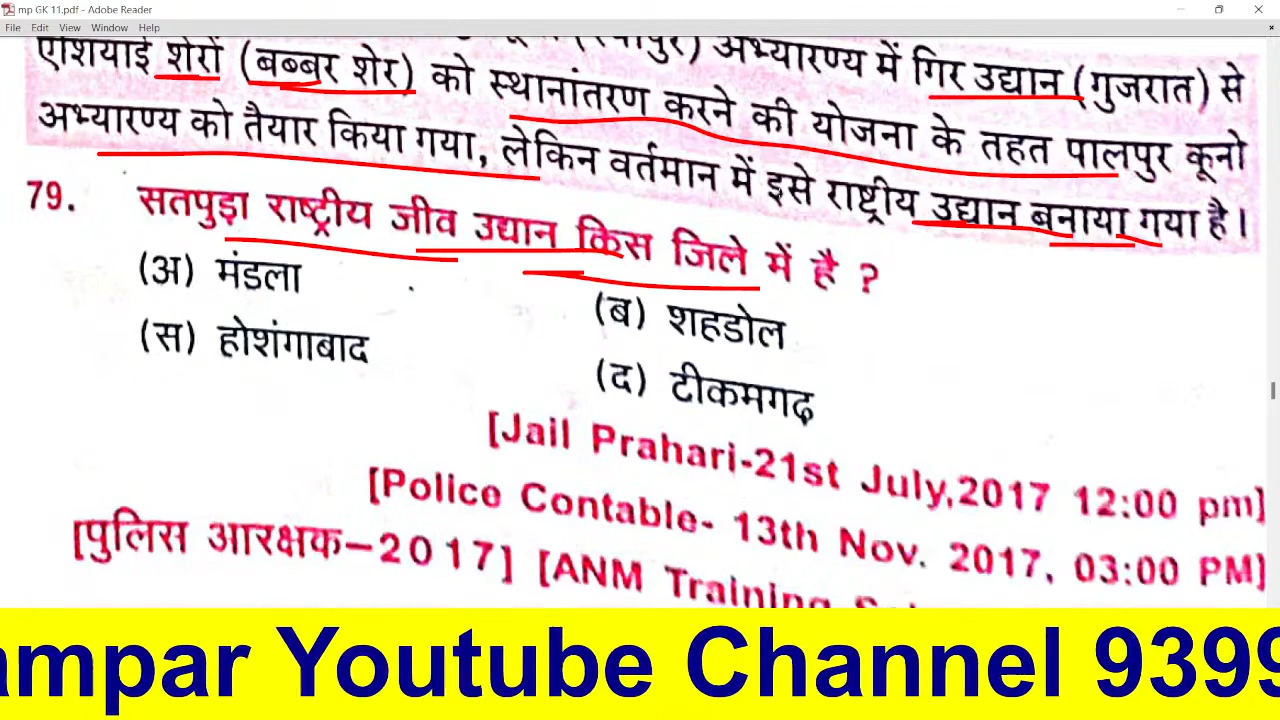 mp GK 11.pdf - Adobe Reader
File Edit View Window Help
अभ्यारण्य में गिर उद्यान (गुजरात) से
एशियाई शेरों (बब्बर शेर) को स्थानांतरण करने की योजना के तहत पालपुर कूनो
अभ्यारण्य को तैयार किया गया, लेकिन वर्तमान में इसे राष्ट्रीय उद्यान बनाया गया है।
79. सतपुड़ा राष्ट्रीय जीव उद्यान किस जिले में है ?
(अ) मंडला
(ब) शहडोल
(स) होशंगाबाद
(द) टीकमगढ़
[Jail Prahari-21st July,2017 12:00 pm]
[Police Contable- 13th Nov. 2017, 03:00 PM]
[पुलिस आरक्षक–2017] [ANM Training
ampar Youtube Channel 9399